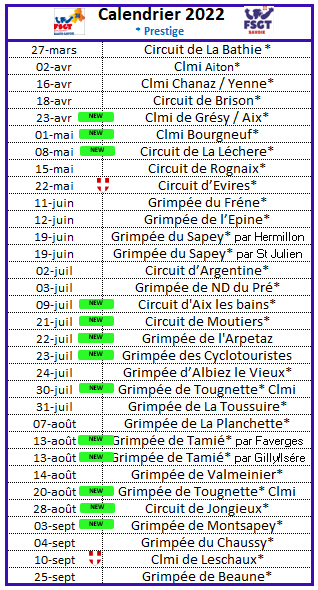 FSGT
Calendrier 2022
* Prestige
FSGT
27-mars Circuit de La Bathie *
02-avr Clmi Aiton*
16-avr Clmi Chanaz / Yenne*
18-avr Circuit de Brison*
23-avr NEW Clmi de Grésy / Aix*
01-mai NEW Clmi Bourgneuf*
08-mai NEW Circuit de La Léchere*
15-mai Circuit de Rognaix*
22-mai Circuit d’Evires*
11-juin Grimpée du Fréne*
12-juin Grimpée de l’Epine*
19-juin Grimpée du Sapey* par Hermillon
19-juin Grimpée du Sapey* par St Julien
02-juil Circuit d’Argentine*
03-juil Grimpée de ND du Pré*
09-juil NEW Circuit d'Aix les bains*
21-juil NEW Circuit de Moutiers*
22-juil NEW Grimpée de l'Arpetaz
23-juil NEW Grimpée des Cyclotouristes
24-juil Grimpée d’Albiez le Vieux*
30-juil NEW Grimpée de Tougnette* Clmi
31-juil Grimpée de La Toussuire*
07-août Grimpée de La Planchette*
13-août NEW Grimpée de Tamié* par Faverges
13-août NEW Grimpée de Tamié* par Gillylsére
14-août Grimpée de Valmeinier*
20-août NEW Grimpée de Tougnette* Clmi
28-août NEW Circuit de Jongieux*
03-sept NEW Grimpée de Montsapey*
04-sept Grimpée du Chaussy*
10-sept Clmi de Leschaux*
25-sept Grimpée de Beaune*